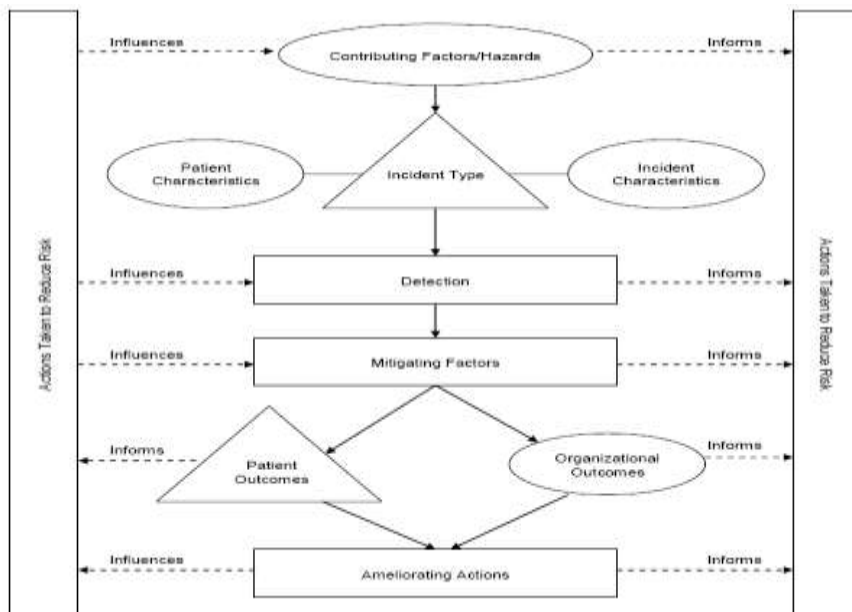 Influences
Informs
Contributing Factors/Hazards
Patient
Characteristics
Incident Type
Incident
Characteristics
Actions Taken to Reduce Risk
Actions Taken to Reduce Risk
Influences
Informs
Detection
Influences
Informs
Mitigating Factors
Informs
Patient
Outcomes
Organizational
Outcomes
Informs
Influences
Informs
Ameliorating Actions